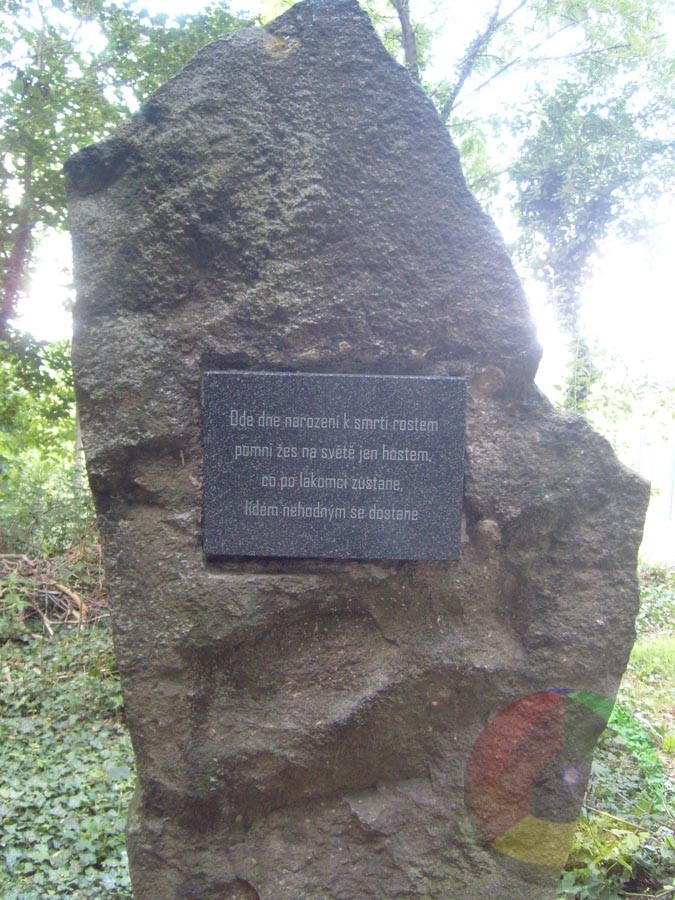 Ode dne narození k smrti rostem
pomni žes na světě jen hostem,
co po lakomci zůstane,
lidem nehodným se dostane